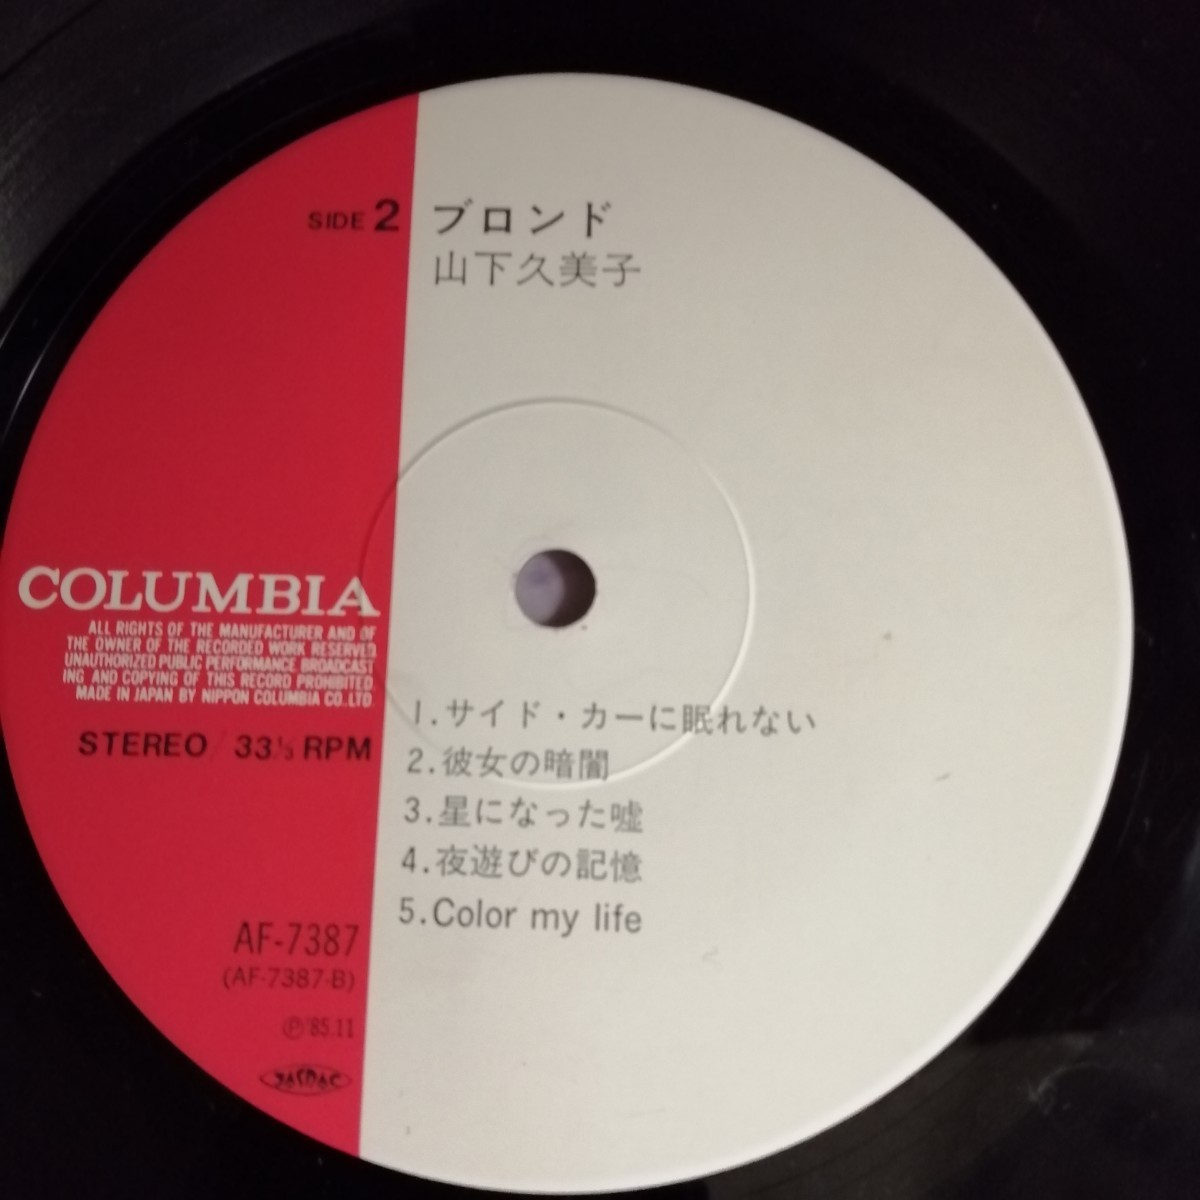 SIDE 2
ブロンド
山下久美子
COLUMBIA
ALL RIGHTS OF THE MANUFACTURER AND OF
THE OWNER OF THE RECORDED WORK RESERVED
UNAUTHORIZED PUBLIC PERFORMANCE BROADCAST
ING AND COPYING OF THIS RECORD PROHIBITED
MADE IN JAPAN BY NIPPON COLUMBIA CO.,LTD.
STEREO / 33⅓ RPM
1.サイド・カーに眠れない
2.彼女の暗闇
3.星になった嘘
4.夜遊びの記憶
5.Color my life
AF-7387
(AF-7387-B)
Ⓟ'85.11
JASRAC